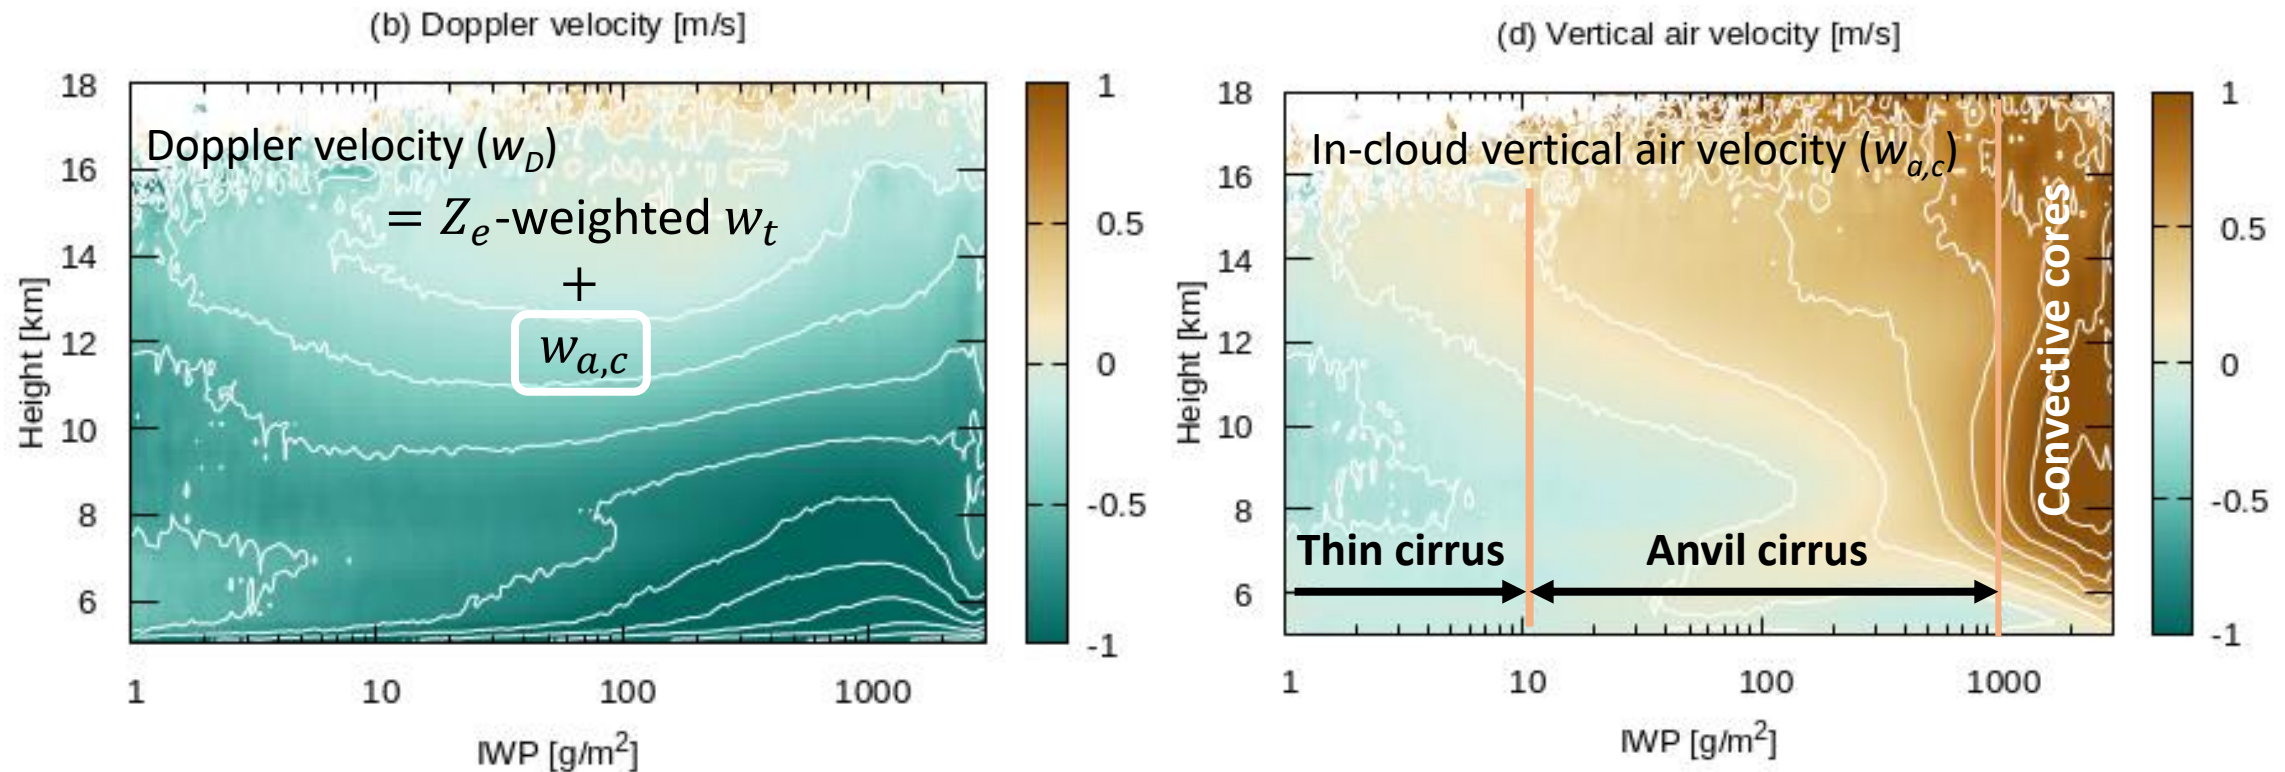 (b) Doppler velocity [m/s]
18
16
14
12
10
8
6
Height [km]
Doppler velocity (w_D)
= Z_e-weighted w_t
+
w_{a,c}
1
10
100
1000
IWP [g/m²]
1
0.5
0
-0.5
-1
(d) Vertical air velocity [m/s]
18
16
14
12
10
8
6
Height [km]
In-cloud vertical air velocity (w_{a,c})
Convective cores
Thin cirrus
Anvil cirrus
1
10
100
1000
IWP [g/m²]
1
0.5
0
-0.5
-1